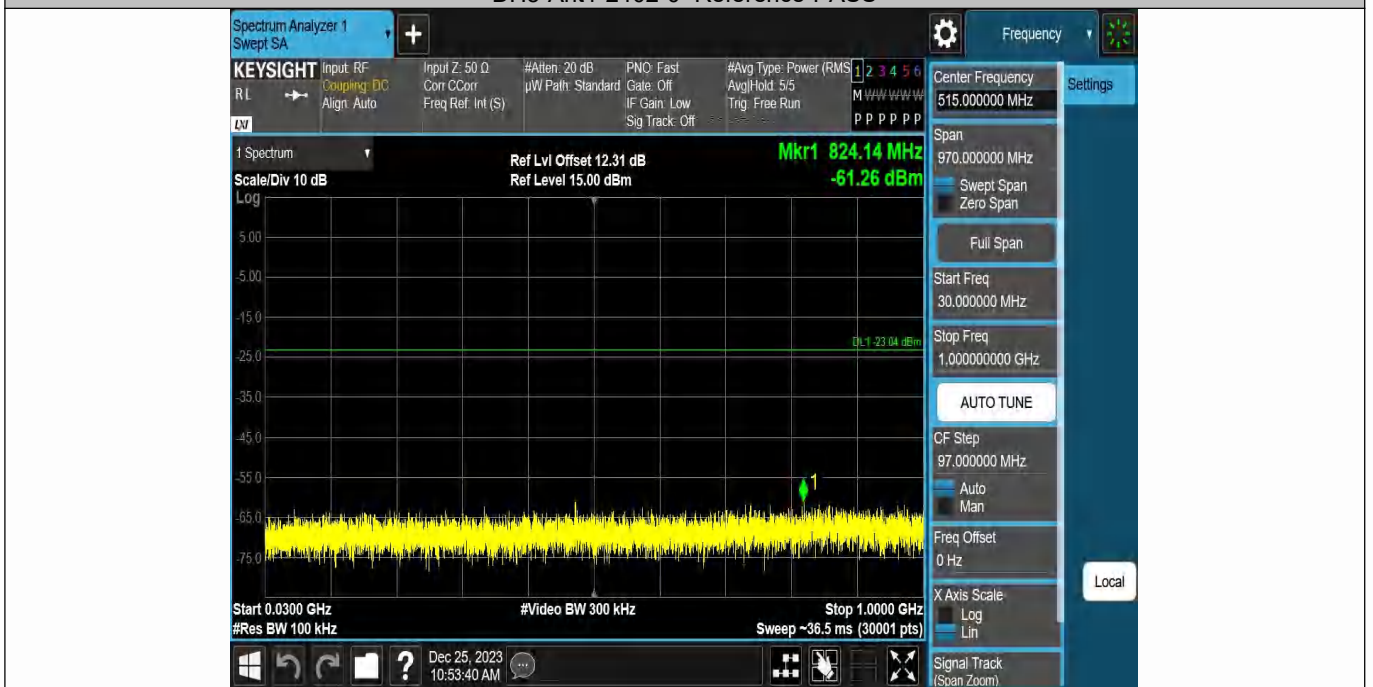 Spectrum Analyzer 1
Swept SA
+
Frequency
KEYSIGHT
RL
LXI
Input: RF
Coupling: DC
Align: Auto
Input Z: 50 Ω
Corr CCorr
Freq Ref: Int (S)
#Atten: 20 dB
µW Path: Standard
PNO: Fast
Gate: Off
IF Gain: Low
Sig Track: Off
#Avg Type: Power (RMS
Avg|Hold: 5/5
Trig: Free Run
1 2 3 4 5 6
M W W W W W
P P P P P P
1 Spectrum
Scale/Div 10 dB
Log
Ref Lvl Offset 12.31 dB
Ref Level 15.00 dBm
Mkr1 824.14 MHz
-61.26 dBm
5.00
-5.00
-15.0
DL1 -23.04 dBm
-25.0
-35.0
-45.0
-55.0
1
-65.0
-75.0
Start 0.0300 GHz
#Res BW 100 kHz
#Video BW 300 kHz
Stop 1.0000 GHz
Sweep ~36.5 ms (30001 pts)
?
Dec 25, 2023
10:53:40 AM
Center Frequency
515.000000 MHz
Settings
Span
970.000000 MHz
Swept Span
Zero Span
Full Span
Start Freq
30.000000 MHz
Stop Freq
1.000000000 GHz
AUTO TUNE
CF Step
97.000000 MHz
Auto
Man
Freq Offset
0 Hz
X Axis Scale
Log
Lin
Local
Signal Track
(Span Zoom)